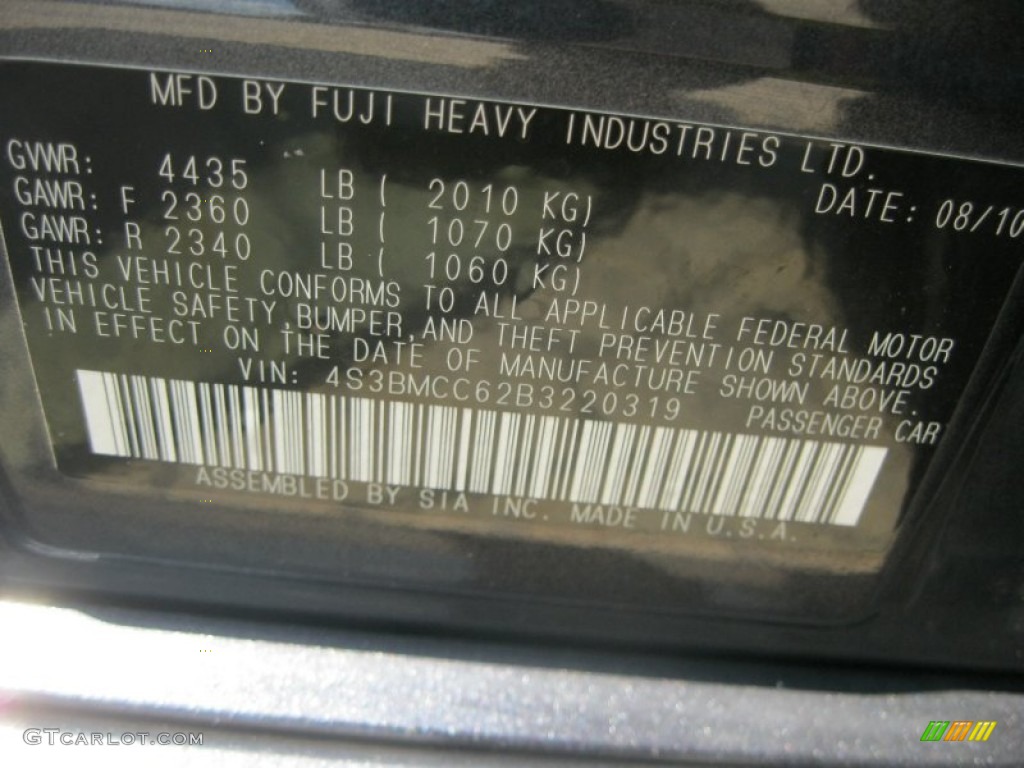 MFD BY FUJI HEAVY INDUSTRIES LTD.
GVWR: 4435 LB ( 2010 KG) DATE: 08/10
GAWR: F 2360 LB ( 1070 KG)
GAWR: R 2340 LB ( 1060 KG)
THIS VEHICLE CONFORMS TO ALL APPLICABLE FEDERAL MOTOR
VEHICLE SAFETY,BUMPER,AND THEFT PREVENTION STANDARDS
IN EFFECT ON THE DATE OF MANUFACTURE SHOWN ABOVE.
VIN: 4S3BMCC62B3220319 PASSENGER CAR
ASSEMBLED BY SIA INC. MADE IN U.S.A.
GTCARLOT.COM